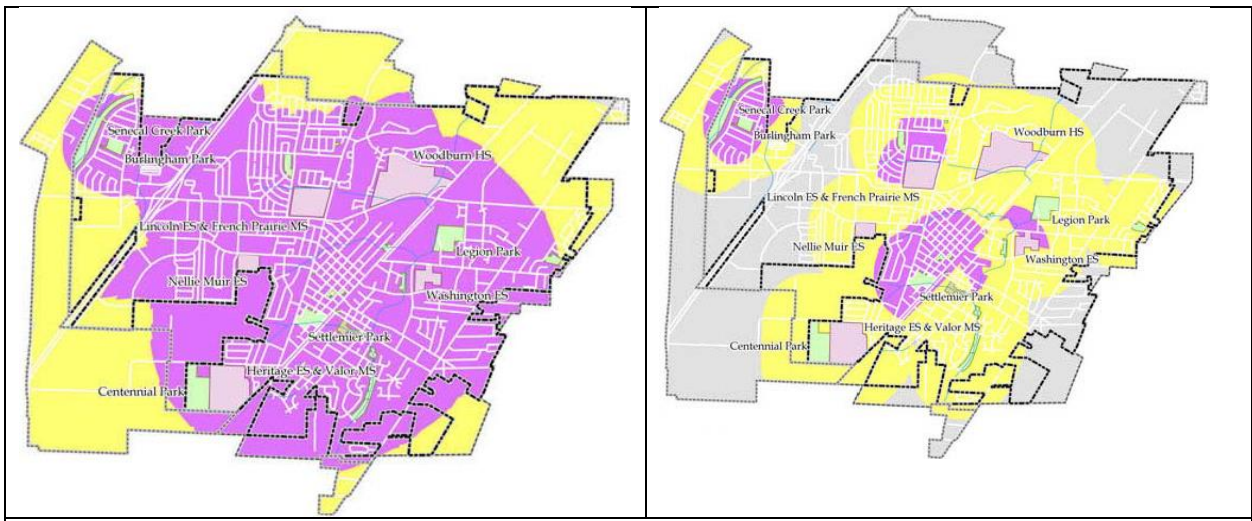 Senecal Creek Park
Burlingham Park
Woodburn HS
Lincoln ES & French Prairie MS
Legion Park
Nellie Muir ES
Washington ES
Settlemier Park
Heritage ES & Valor MS
Centennial Park
Senecal Creek Park
Burlingham Park
Woodburn HS
Lincoln ES & French Prairie MS
Legion Park
Nellie Muir ES
Washington ES
Settlemier Park
Heritage ES & Valor MS
Centennial Park